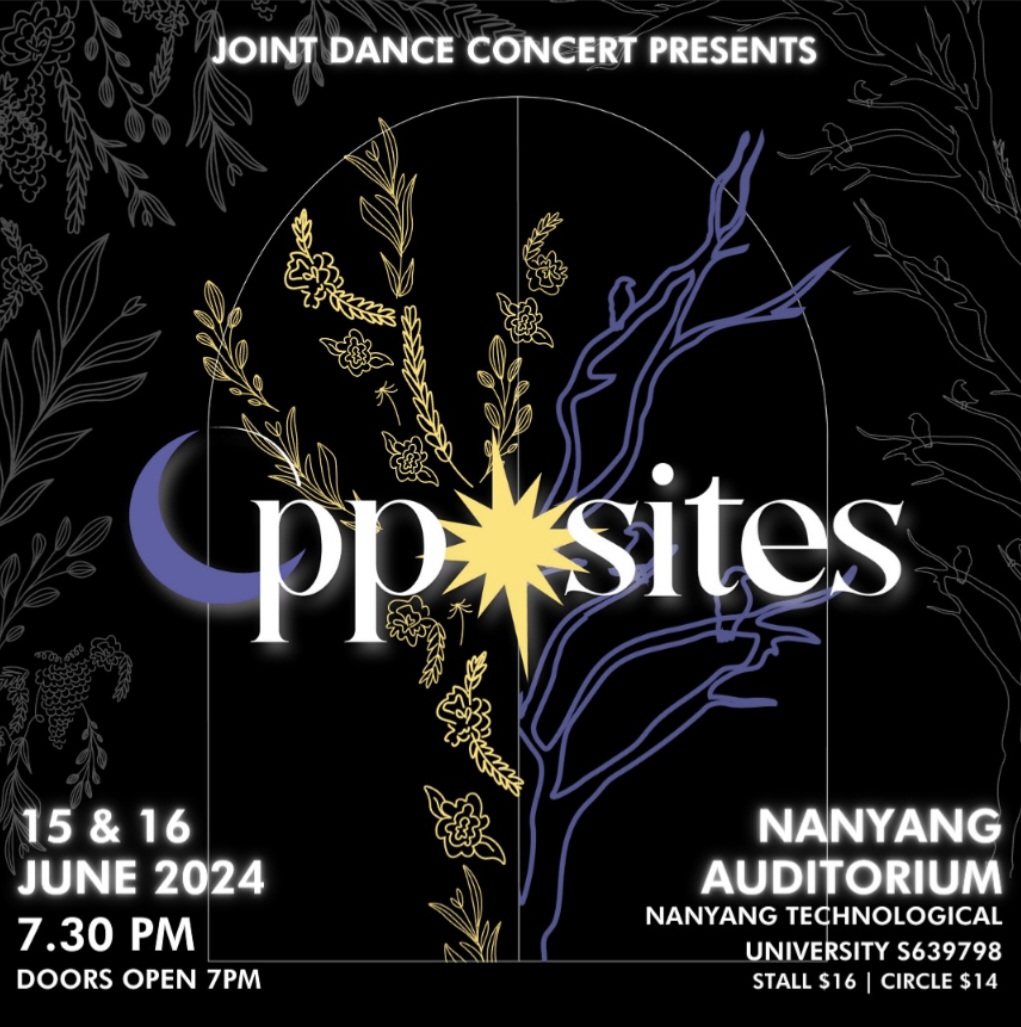 JOINT DANCE CONCERT PRESENTS
Opposites
15 & 16
JUNE 2024
7.30 PM
DOORS OPEN 7PM
NANYANG
AUDITORIUM
NANYANG TECHNOLOGICAL
UNIVERSITY S639798
STALL $16 | CIRCLE $14